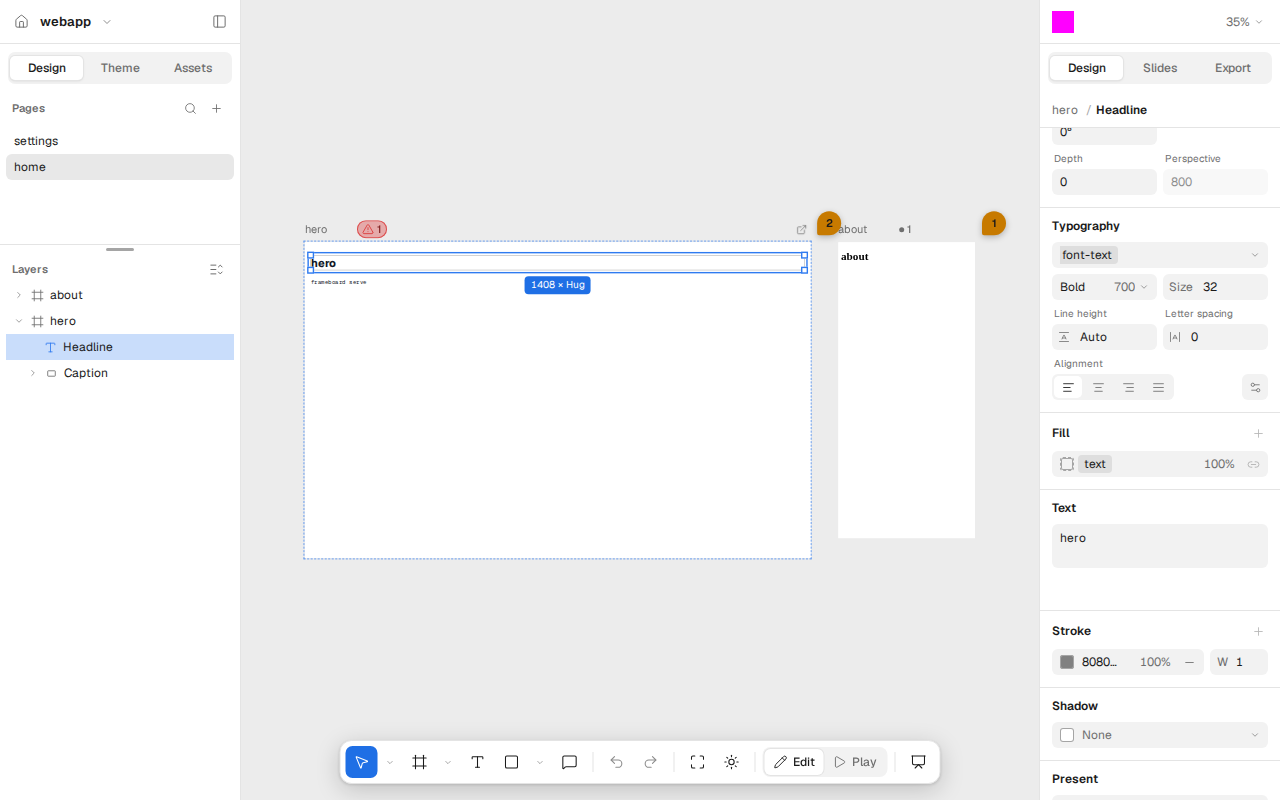 webapp
35%
Design
Theme
Assets
Design
Slides
Export
Pages
hero / Headline
settings
home
0°
Depth
Perspective
0
800
hero
1
2
about
1
1
Typography
hero
about
font-text
frameboard serve
1408 × Hug
Bold 700
Size 32
Layers
about
hero
Headline
Caption
Line height
Letter spacing
Auto
0
Alignment
Fill
text 100%
Text
hero
Stroke
8080... 100%
W 1
Shadow
None
Edit
Play
Present